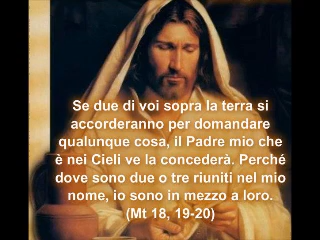 Se due di voi sopra la terra si
accorderanno per domandare
qualunque cosa, il Padre mio che
è nei Cieli ve la concederà. Perché
dove sono due o tre riuniti nel mio
nome, io sono in mezzo a loro.
(Mt 18, 19-20)